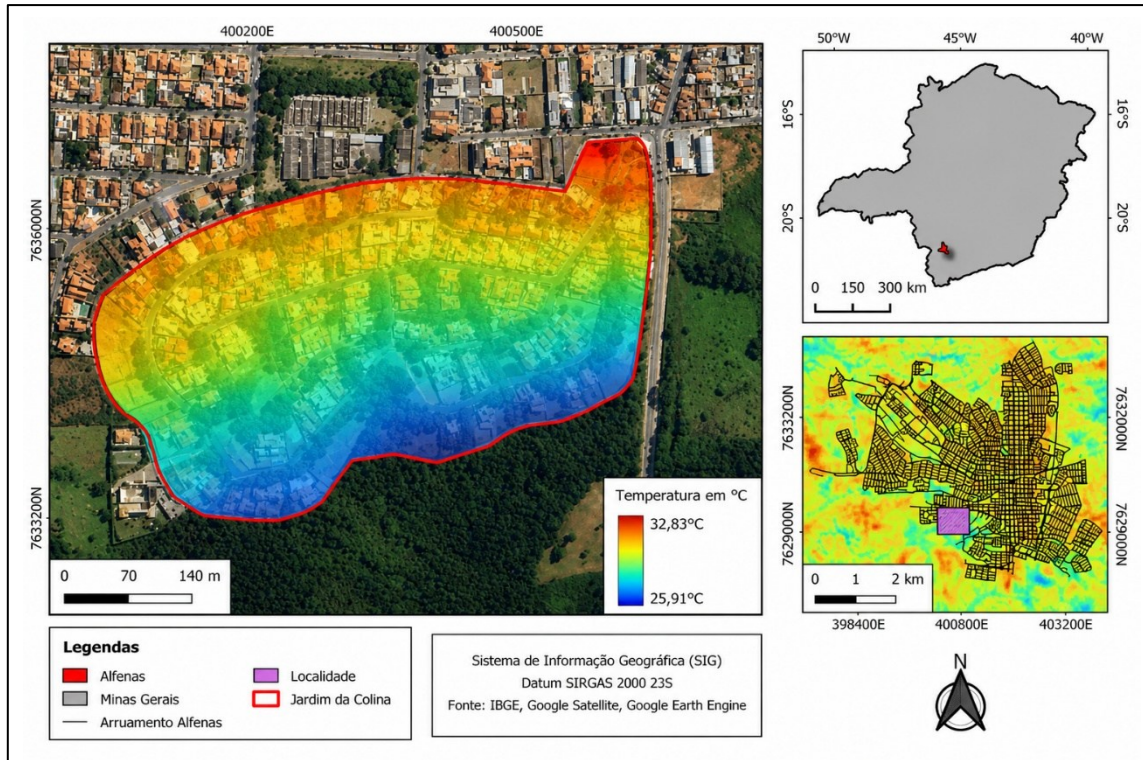 400200E
400500E
7636000N
7633200N
Temperatura em °C
32,83°C
25,91°C
0 70 140 m
50°W 45°W 40°W
16°S
16°S
20°S
20°S
0 150 300 km
7633200N
7632000N
7629000N
7629000N
0 1 2 km
398400E 400800E 403200E
Legendas
Alfenas
Localidade
Minas Gerais
Jardim da Colina
Arruamento Alfenas
Sistema de Informação Geográfica (SIG)
Datum SIRGAS 2000 23S
Fonte: IBGE, Google Satellite, Google Earth Engine
N